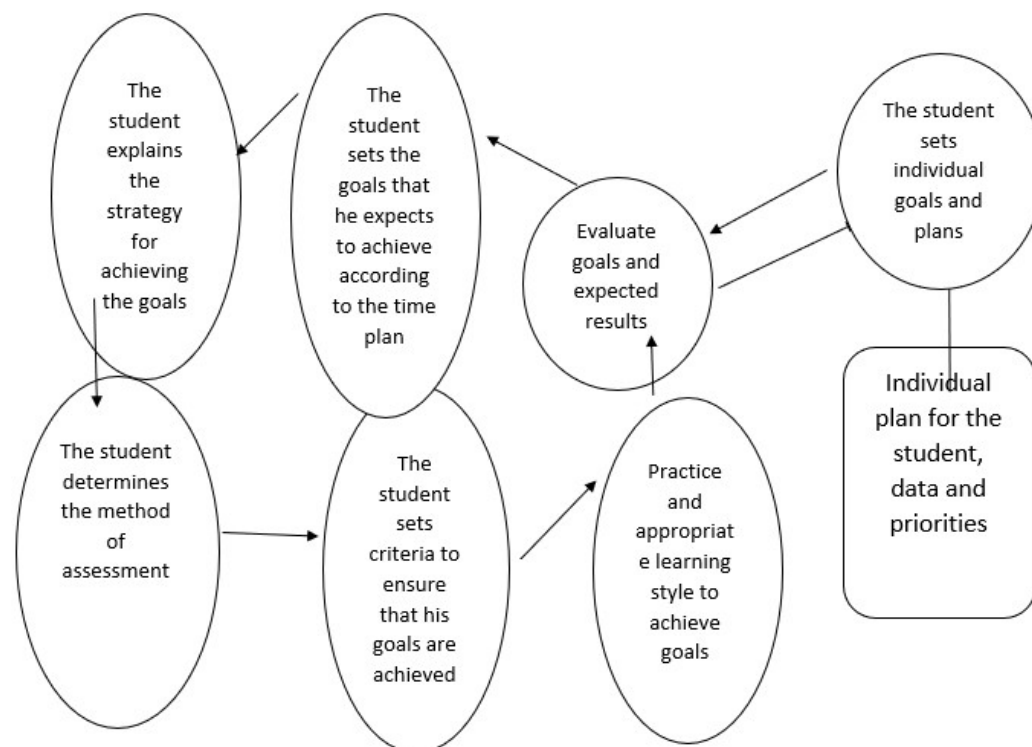 The
student
explains
the
strategy
for
achieving
the goals
The
student
sets the
goals that
he expects
to achieve
according
to the time
plan
Evaluate
goals and
expected
results
The student
sets
individual
goals and
plans
The student
determines
the method
of
assessment
The
student
sets
criteria to
ensure
that his
goals are
achieved
Practice
and
appropriat
e learning
style to
achieve
goals
Individual
plan for the
student,
data and
priorities